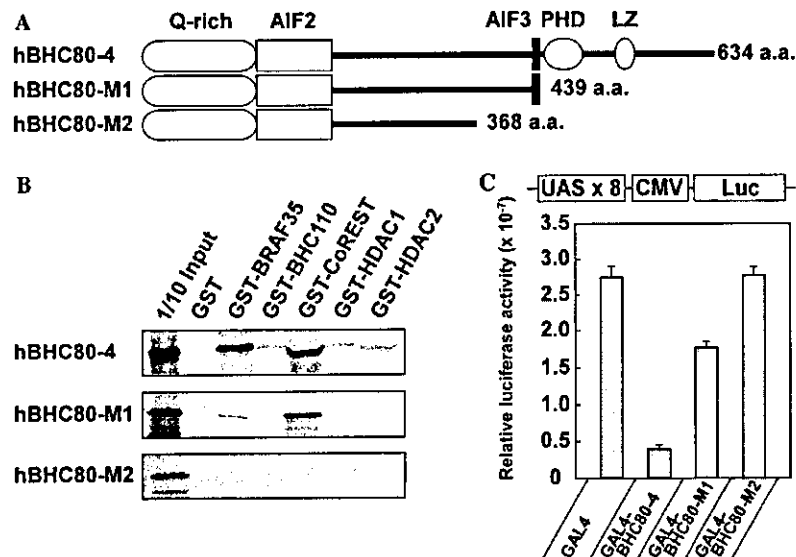 A
Q-rich AIF2 AIF3 PHD LZ
hBHC80-4 634 a.a.
hBHC80-M1 439 a.a.
hBHC80-M2 368 a.a.
B
1/10 Input
GST
GST-BRAF35
GST-BHC110
GST-CoREST
GST-HDAC1
GST-HDAC2
hBHC80-4
hBHC80-M1
hBHC80-M2
C
UAS x 8 CMV Luc
Relative luciferase activity (x 10⁻⁷)
3.5
3.0
2.5
2.0
1.5
1.0
0.5
0
GAL4
GAL4-
BHC80-4
GAL4-
BHC80-M1
GAL4-
BHC80-M2